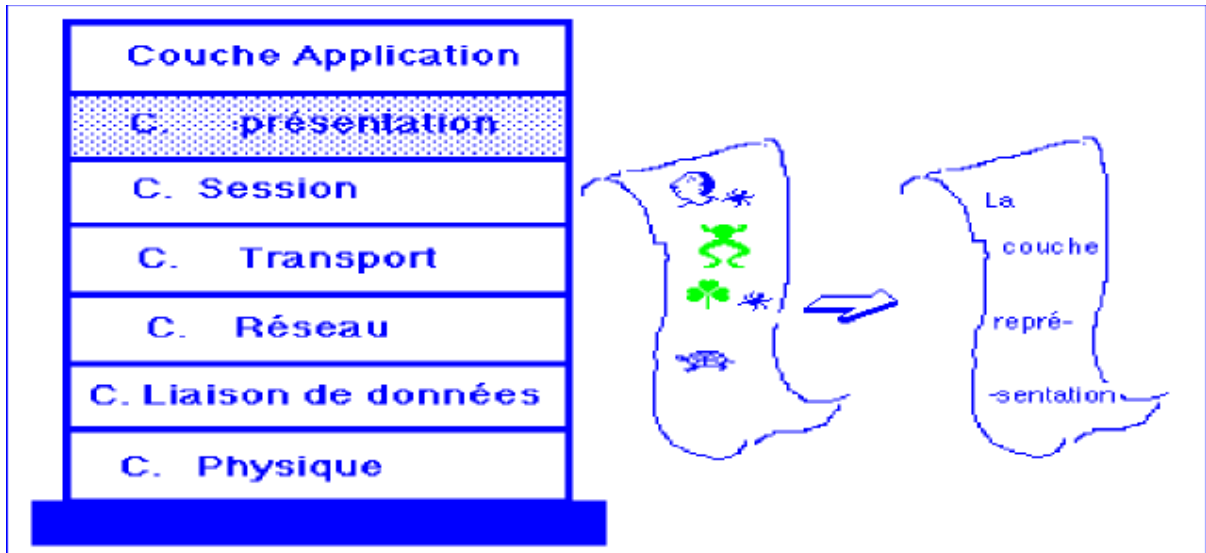 Couche Application
C. présentation
C. Session
C. Transport
C. Réseau
C. Liaison de données
C. Physique
La
couche
repré-
-sentation